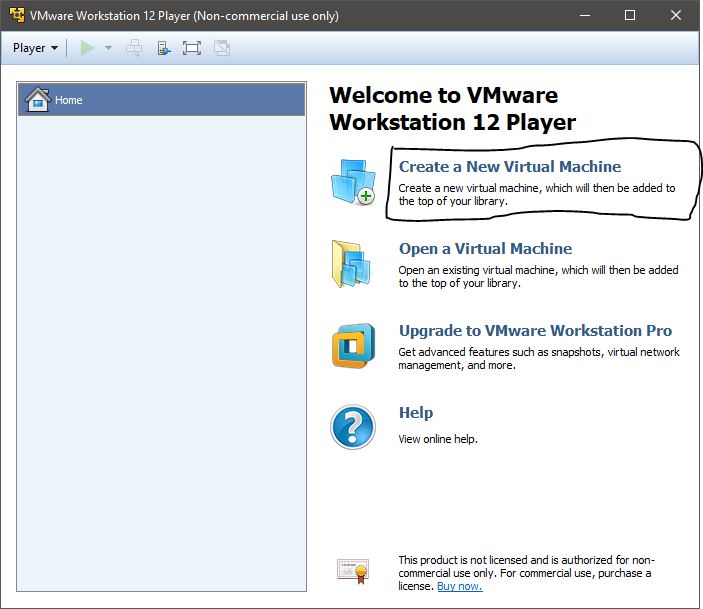 VMware Workstation 12 Player (Non-commercial use only)
Player
Home
Welcome to VMware
Workstation 12 Player
Create a New Virtual Machine
Create a new virtual machine, which will then be added to
the top of your library.
Open a Virtual Machine
Open an existing virtual machine, which will then be added
to the top of your library.
Upgrade to VMware Workstation Pro
Get advanced features such as snapshots, virtual network
management, and more.
Help
View online help.
This product is not licensed and is authorized for non-
commercial use only. For commercial use, purchase a
license. Buy now.